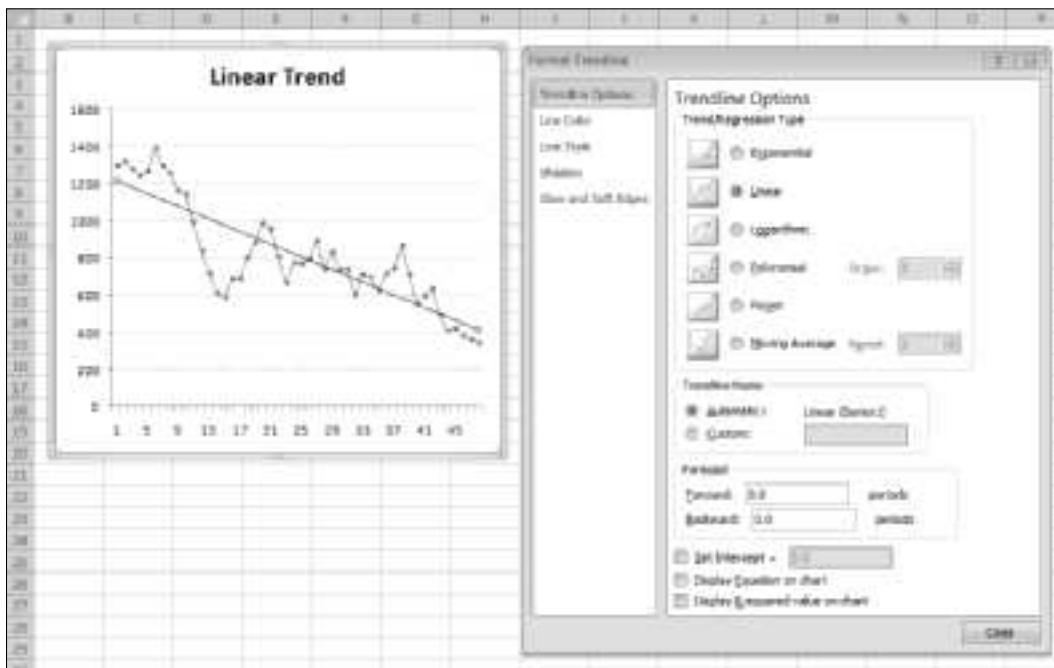 Linear Trend
1600
1400
1200
1000
800
600
400
200
0
1 5 9 13 17 21 25 29 33 37 41 45
Format Trendline
Trendline Options
Line Color
Line Style
Shadow
Glow and Soft Edges
Trendline Options
Trend/Regression Type
Exponential
Linear
Logarithmic
Polynomial Order:
Power
Moving Average Period:
Trendline Name
Automatic: Linear
Custom:
Forecast
Forward: 0.0 periods
Backward: 0.0 periods
Set Intercept =
Display Equation on chart
Display R-squared value on chart
Close